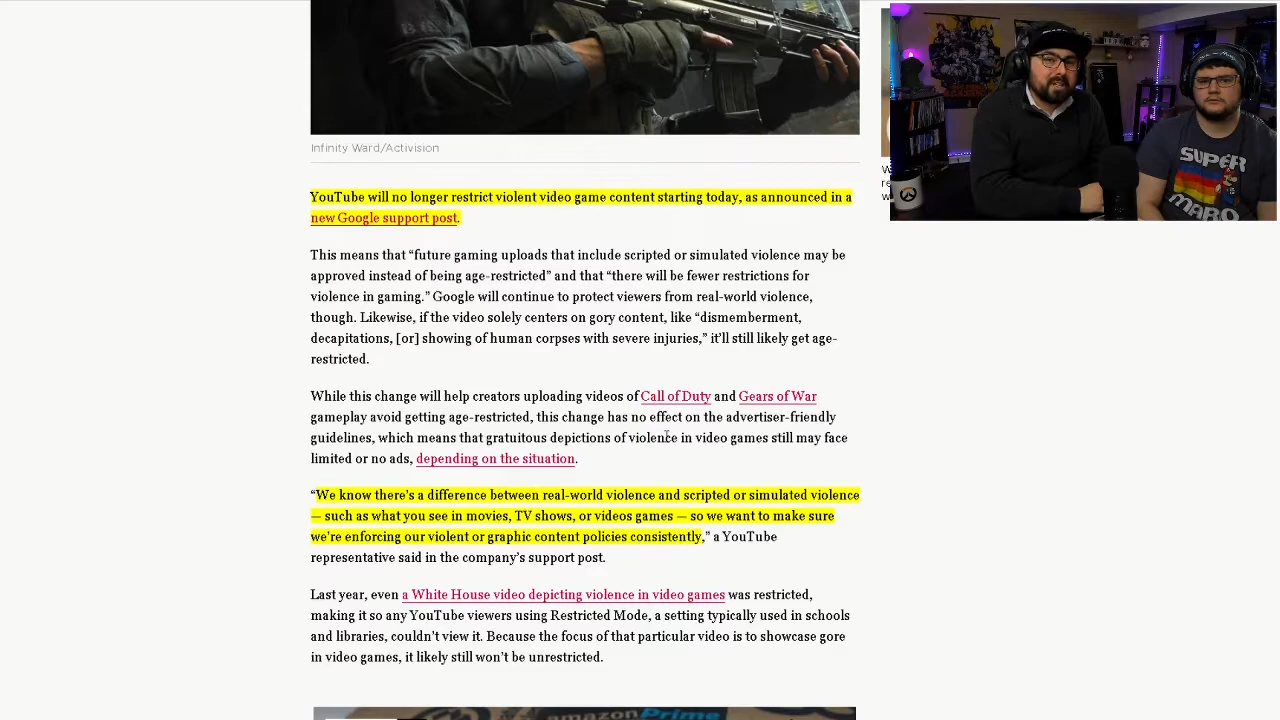 Infinity Ward/Activision
YouTube will no longer restrict violent video game content starting today, as announced in a
new Google support post.
This means that “future gaming uploads that include scripted or simulated violence may be
approved instead of being age-restricted” and that “there will be fewer restrictions for
violence in gaming.” Google will continue to protect viewers from real-world violence,
though. Likewise, if the video solely centers on gory content, like “dismemberment,
decapitations, [or] showing of human corpses with severe injuries,” it’ll still likely get age-
restricted.
While this change will help creators uploading videos of Call of Duty and Gears of War
gameplay avoid getting age-restricted, this change has no effect on the advertiser-friendly
guidelines, which means that gratuitous depictions of violence in video games still may face
limited or no ads, depending on the situation.
“We know there’s a difference between real-world violence and scripted or simulated violence
— such as what you see in movies, TV shows, or videos games — so we want to make sure
we’re enforcing our violent or graphic content policies consistently,” a YouTube
representative said in the company’s support post.
Last year, even a White House video depicting violence in video games was restricted,
making it so any YouTube viewers using Restricted Mode, a setting typically used in schools
and libraries, couldn’t view it. Because the focus of that particular video is to showcase gore
in video games, it likely still won’t be unrestricted.
amazon Prime
SUPER
MARO